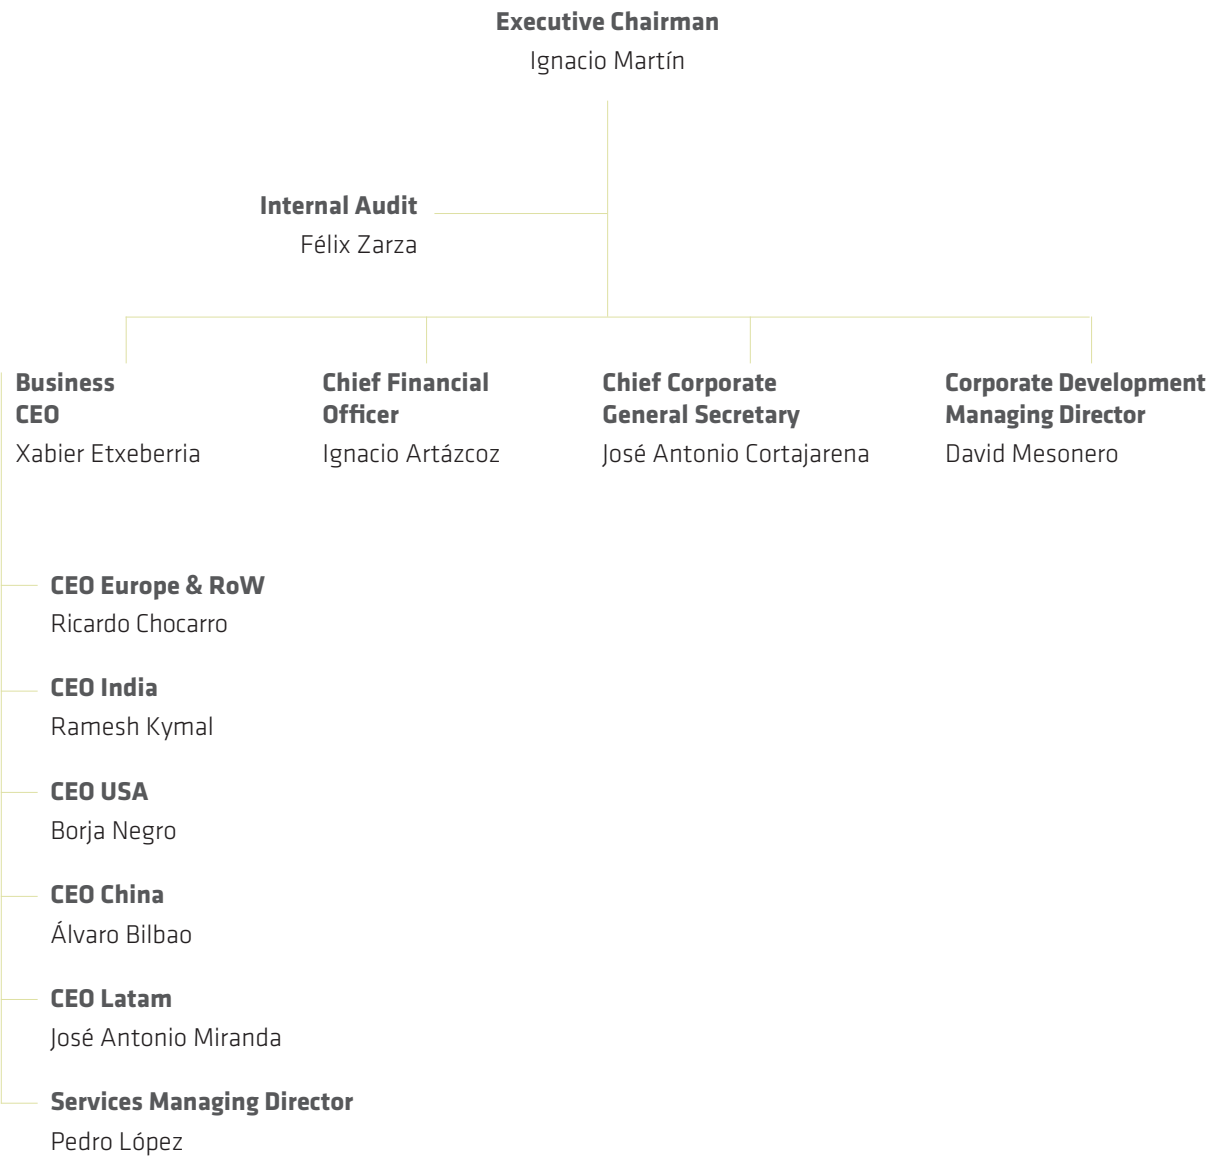 Executive Chairman
Ignacio Martín
Internal Audit
Félix Zarza
Business
CEO
Xabier Etxeberria
Chief Financial
Officer
Ignacio Artázcoz
Chief Corporate
General Secretary
José Antonio Cortajarena
Corporate Development
Managing Director
David Mesonero
CEO Europe & RoW
Ricardo Chocarro
CEO India
Ramesh Kymal
CEO USA
Borja Negro
CEO China
Álvaro Bilbao
CEO Latam
José Antonio Miranda
Services Managing Director
Pedro López